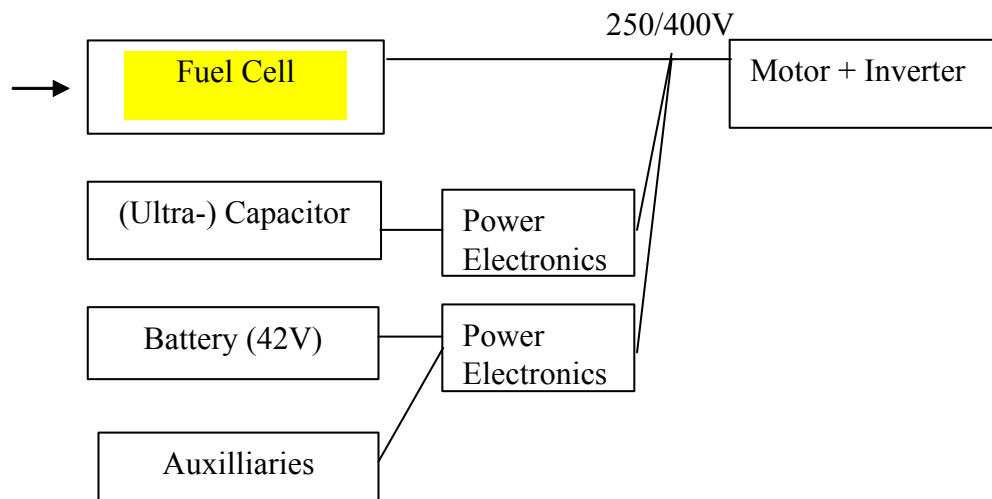 250/400V
Fuel Cell
Motor + Inverter
(Ultra-) Capacitor
Power
Electronics
Battery (42V)
Power
Electronics
Auxilliaries